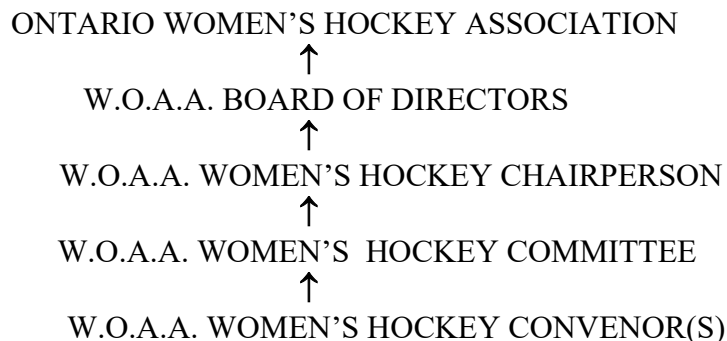 ONTARIO WOMEN’S HOCKEY ASSOCIATION
↑
W.O.A.A. BOARD OF DIRECTORS
↑
W.O.A.A. WOMEN’S HOCKEY CHAIRPERSON
↑
W.O.A.A. WOMEN’S  HOCKEY COMMITTEE
↑
W.O.A.A. WOMEN’S HOCKEY CONVENOR(S)